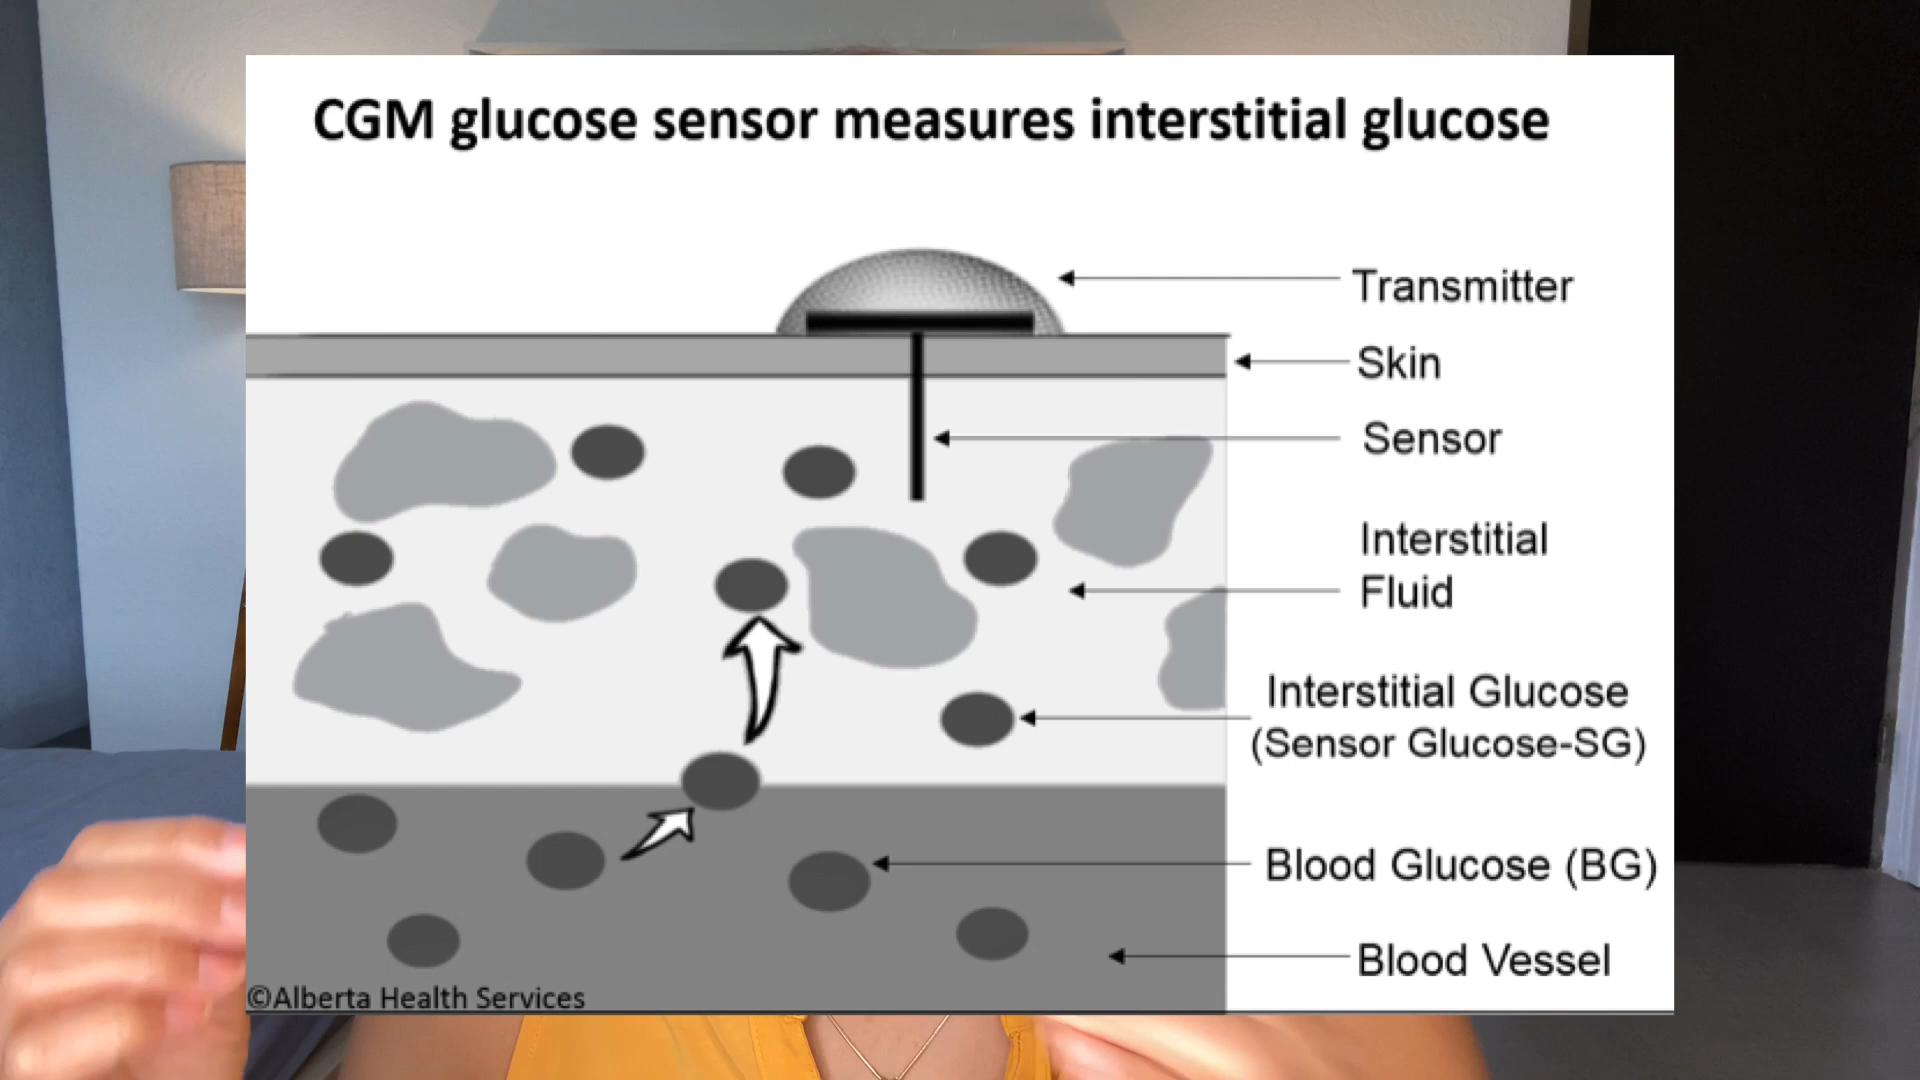 CGM glucose sensor measures interstitial glucose
Transmitter
Skin
Sensor
Interstitial
Fluid
Interstitial Glucose
(Sensor Glucose-SG)
Blood Glucose (BG)
Blood Vessel
©Alberta Health Services